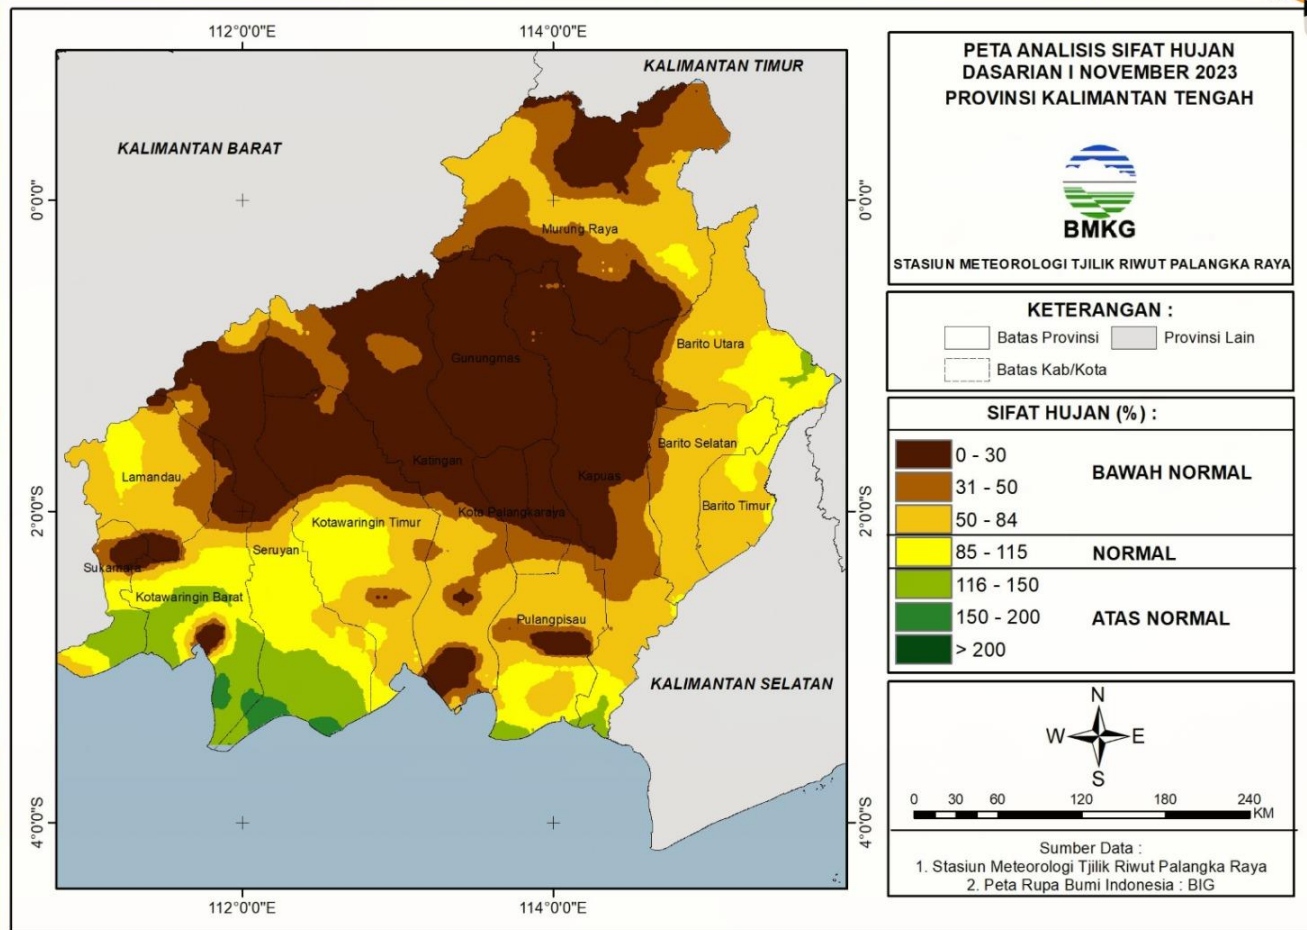 112°0'0"E
114°0'0"E
KALIMANTAN TIMUR
KALIMANTAN BARAT
0°0'0"
0°0'0"
Murung Raya
Barito Utara
Gunungmas
Barito Selatan
Lamandau
Katingan
Kapuas
2°0'0"S
2°0'0"S
Barito Timur
Kota Palangkaraya
Kotawaringin Timur
Seruyan
Sukamara
Kotawaringin Barat
Pulangpisau
KALIMANTAN SELATAN
4°0'0"S
4°0'0"S
112°0'0"E
114°0'0"E
PETA ANALISIS SIFAT HUJAN
DASARIAN I NOVEMBER 2023
PROVINSI KALIMANTAN TENGAH
BMKG
STASIUN METEOROLOGI TJILIK RIWUT PALANGKA RAYA
KETERANGAN :
Batas Provinsi
Provinsi Lain
Batas Kab/Kota
SIFAT HUJAN (%) :
0 - 30
31 - 50
BAWAH NORMAL
50 - 84
85 - 115
NORMAL
116 - 150
150 - 200
ATAS NORMAL
> 200
N
W
E
S
0 30 60 120 180 240
KM
Sumber Data :
1. Stasiun Meteorologi Tjilik Riwut Palangka Raya
2. Peta Rupa Bumi Indonesia : BIG